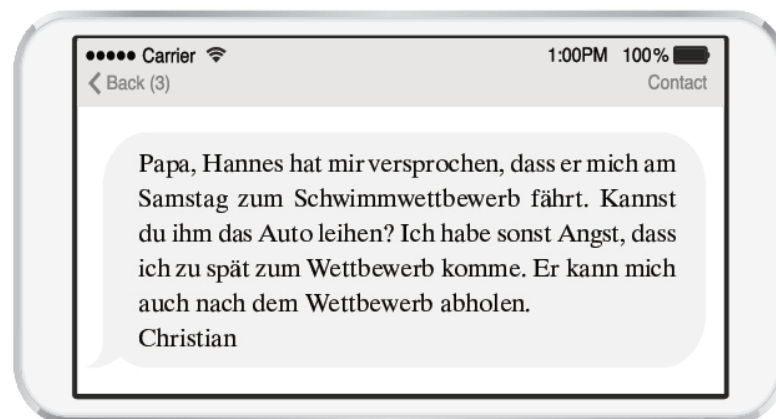 ●●●●● Carrier 1:00PM 100%
Back (3) Contact
Papa, Hannes hat mir versprochen, dass er mich am
Samstag zum Schwimmwettbewerb fährt. Kannst
du ihm das Auto leihen? Ich habe sonst Angst, dass
ich zu spät zum Wettbewerb komme. Er kann mich
auch nach dem Wettbewerb abholen.
Christian